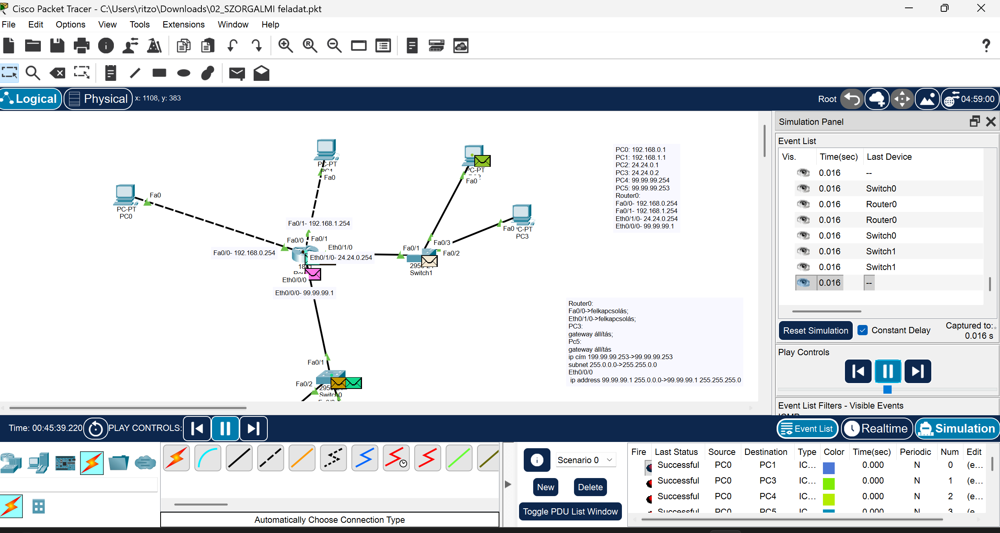 Cisco Packet Tracer - C:\Users\ritzo\Downloads\02_SZORGALMI feladat.pkt
File Edit Options View Tools Extensions Window Help
Logical Physical x: 1108, y: 383 Root 04:59:00
PC-PT
PC1
Fa0
PC-PT
Fa0
PC-PT
PC0
Fa0
Fa0
PC3
Fa0/1- 192.168.1.254
Fa0/0 Fa0/1
Eth0/1/0
Fa0/0- 192.168.0.254
Eth0/1/0- 24.24.0.254
Eth0/0/0
Eth0/0/0- 99.99.99.1
Fa0/1
Fa0/3
Fa0/2
Switch1
Fa0/1
Fa0/2
Switch0
PC0: 192.168.0.1
PC1: 192.168.1.1
PC2: 24.24.0.1
PC3: 24.24.0.2
PC4: 99.99.99.254
PC5: 99.99.99.253
Router0:
Fa0/0- 192.168.0.254
Fa0/1- 192.168.1.254
Eth0/1/0- 24.24.0.254
Eth0/0/0- 99.99.99.1
Router0:
Fa0/0->felkapcsolás;
Eth0/1/0->felkapcsolás;
PC3:
gateway állítás;
Pc5:
gateway állítás
ip cím 199.99.99.253->99.99.99.253
subnet 255.0.0.0->255.255.0.0
Eth0/0/0
ip address 99.99.99.1 255.0.0.0->99.99.99.1 255.255.255.0
Simulation Panel
Event List
Vis. Time(sec) Last Device
0.016 --
0.016 Switch0
0.016 Router0
0.016 Router0
0.016 Switch0
0.016 Switch1
0.016 Switch1
0.016 --
Reset Simulation Constant Delay Captured to:*
0.016 s
Play Controls
Event List Filters - Visible Events
Time: 00:45:39.220 PLAY CONTROLS: Event List Realtime Simulation
Scenario 0
New Delete
Toggle PDU List Window
Automatically Choose Connection Type
Fire Last Status Source Destination Type Color Time(sec) Periodic Num Edit
Successful PC0 PC1 IC... 0.000 N 0 (e...
Successful PC0 PC3 IC... 0.000 N 1 (e...
Successful PC0 PC4 IC... 0.000 N 2 (e...
Successful PC0 PC5 IC 0.000 N 3 (e